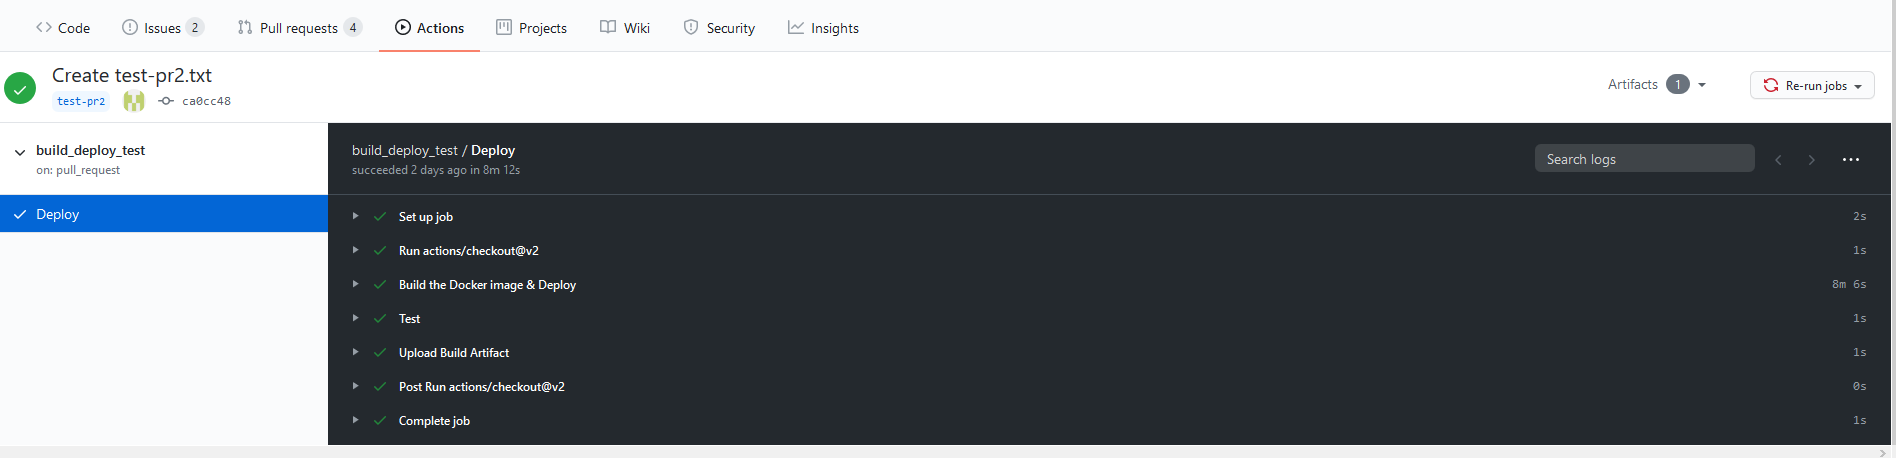 Code Issues 2 Pull requests 4 Actions Projects Wiki Security Insights
Create test-pr2.txt
test-pr2 ca0cc48
Artifacts 1 Re-run jobs
build_deploy_test
on: pull_request
Deploy
build_deploy_test / Deploy
succeeded 2 days ago in 8m 12s
Search logs
Set up job 2s
Run actions/checkout@v2 1s
Build the Docker image & Deploy 8m 6s
Test 1s
Upload Build Artifact 1s
Post Run actions/checkout@v2 0s
Complete job 1s